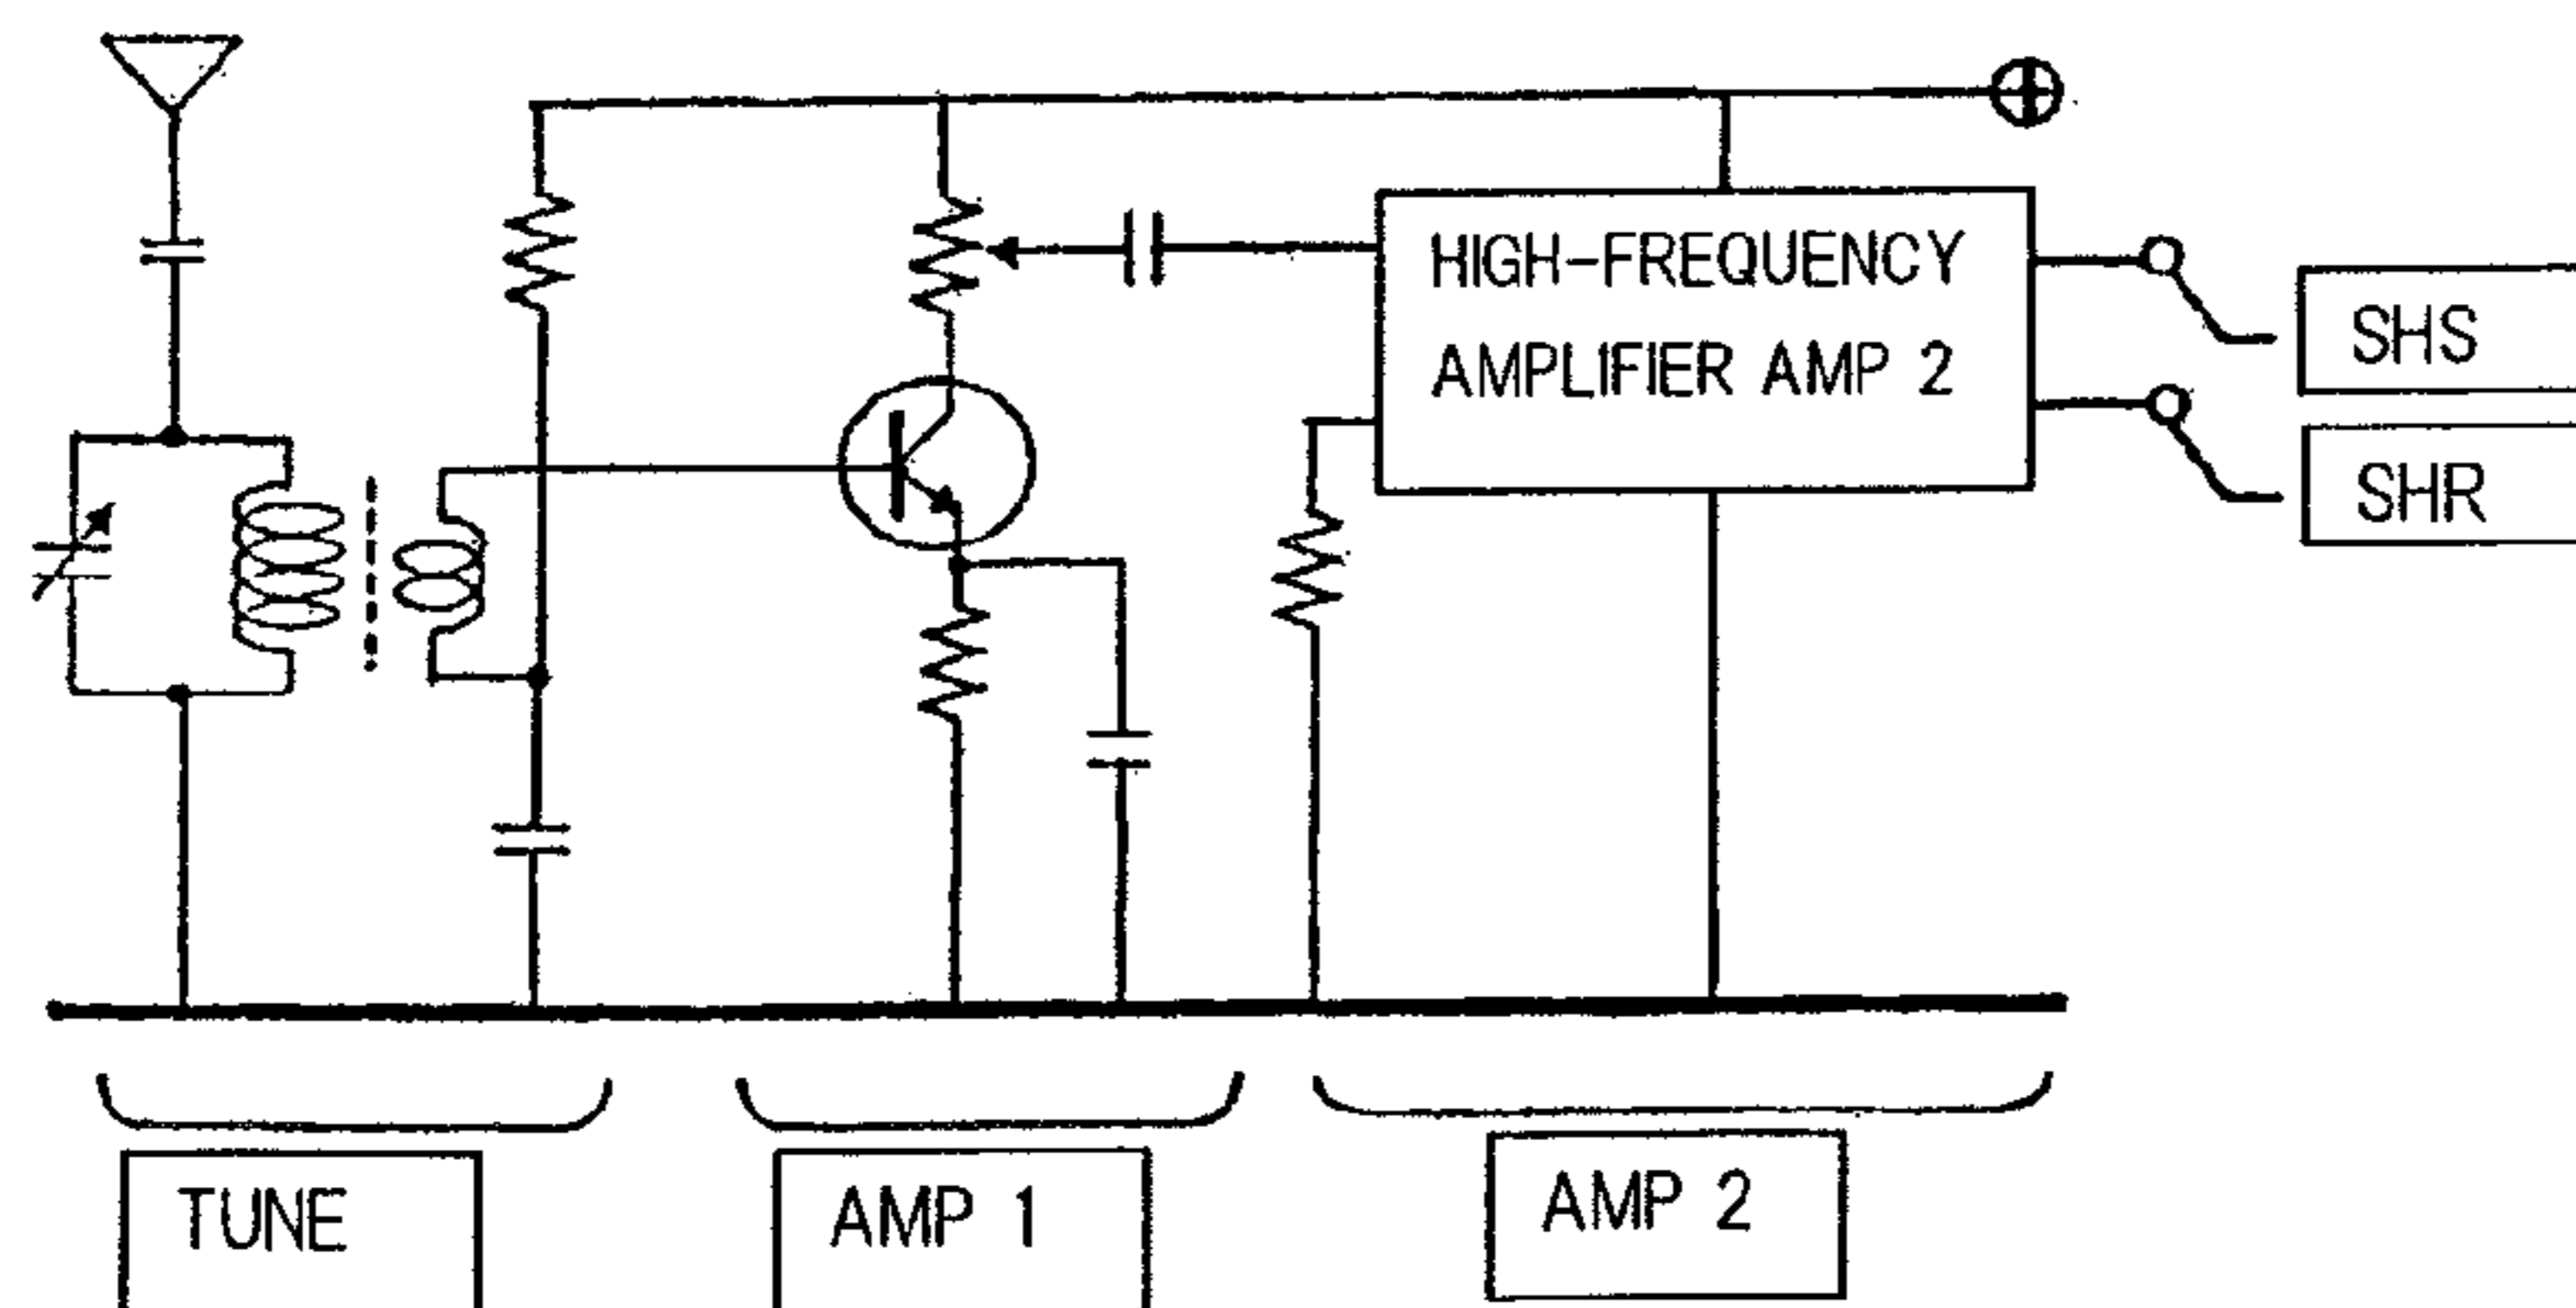 HIGH-FREQUENCY
AMPLIFIER AMP 2
SHS
SHR
TUNE
AMP 1
AMP 2